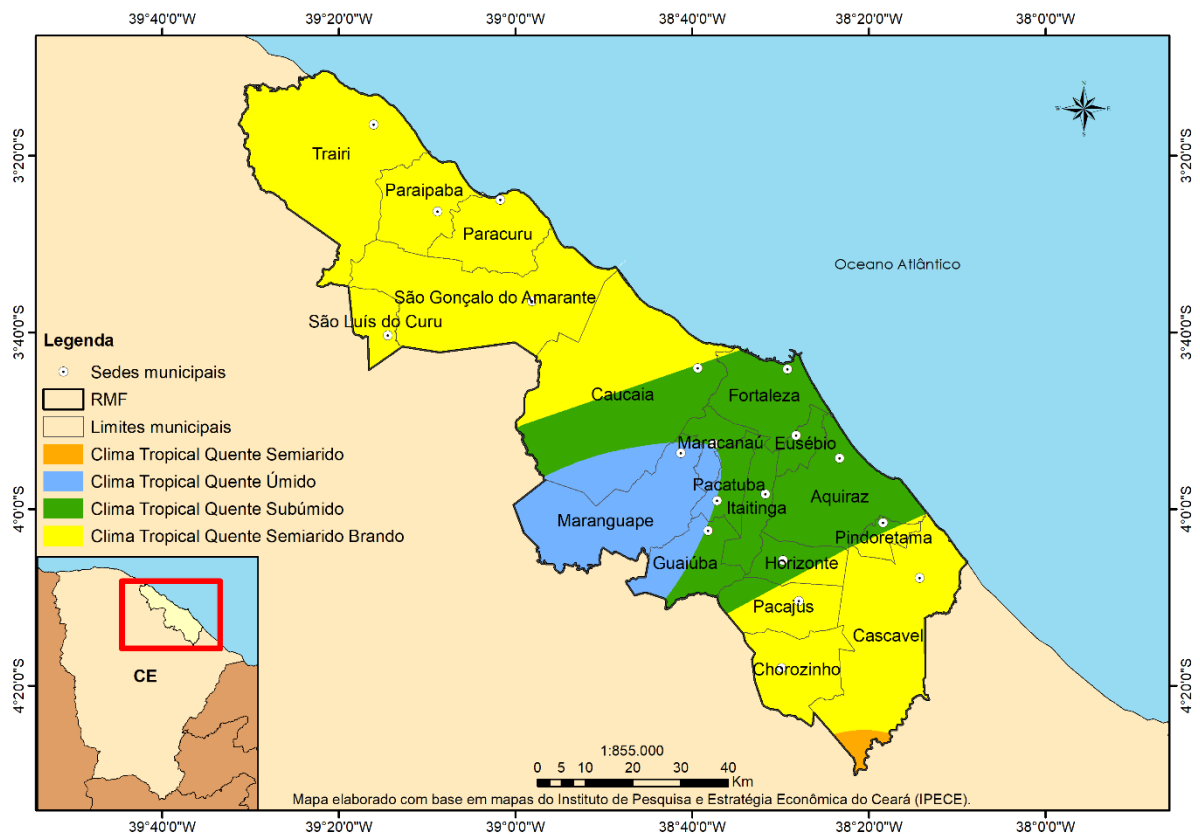 39°40'0"W
39°20'0"W
39°0'0"W
38°40'0"W
38°20'0"W
38°0'0"W
N
W
E
S
3°20'0"S
3°20'0"S
Trairi
Paraipaba
Paracuru
Oceano Atlântico
São Gonçalo do Amarante
São Luís do Curu
3°40'0"S
3°40'0"S
Legenda
Sedes municipais
RMF
Limites municipais
Clima Tropical Quente Semiarido
Clima Tropical Quente Úmido
Clima Tropical Quente Subúmido
Clima Tropical Quente Semiarido Brando
Caucaia
Fortaleza
Maracanaú
Eusébio
Pacatuba
Itaitinga
Aquiraz
Maranguape
4°0'0"S
4°0'0"S
Pindoretama
Guaiúba
Horizonte
Pacajus
Cascavel
Chorozinho
CE
4°20'0"S
4°20'0"S
1:855.000
0 5 10 20 30 40
Km
Mapa elaborado com base em mapas do Instituto de Pesquisa e Estratégia Econômica do Ceará (IPECE).
39°40'0"W
39°20'0"W
39°0'0"W
38°40'0"W
38°20'0"W
38°0'0"W